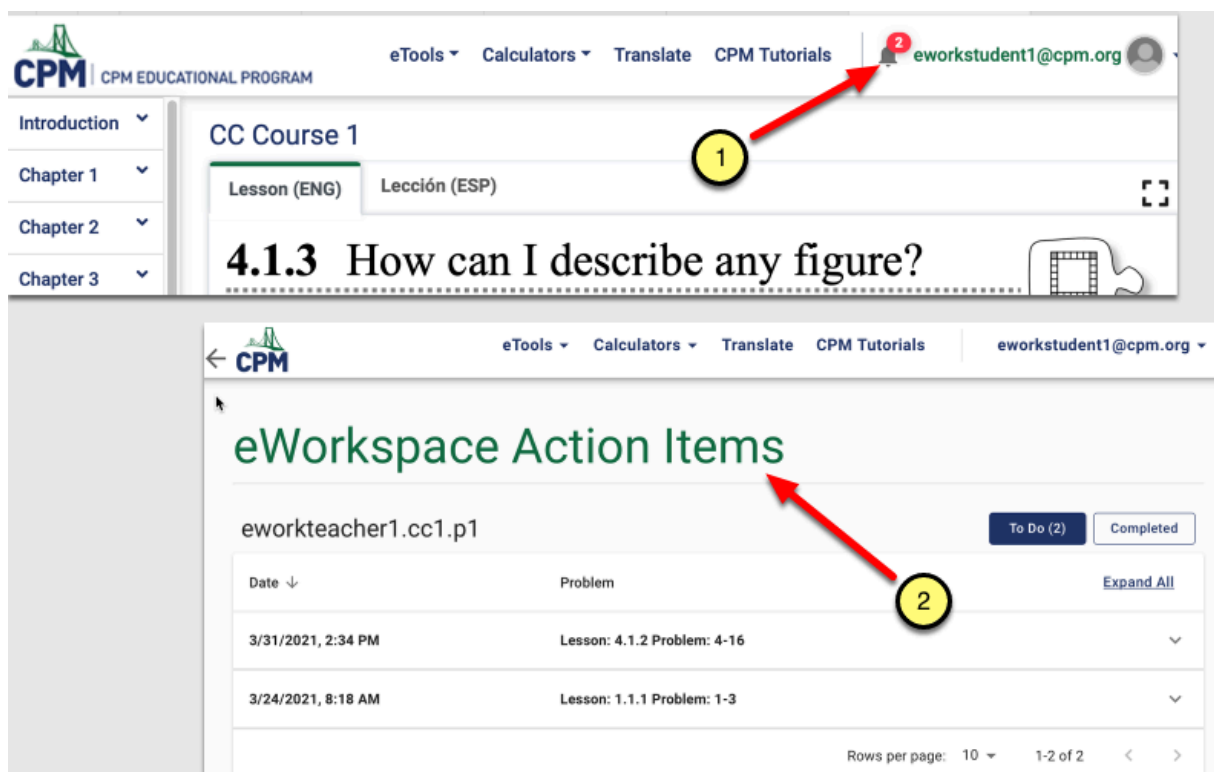 CPM CPM EDUCATIONAL PROGRAM eTools Calculators Translate CPM Tutorials 2 eworkstudent1@cpm.org
Introduction
Chapter 1
Chapter 2
Chapter 3
CC Course 1
1
Lesson (ENG) Lección (ESP)
4.1.3 How can I describe any figure?
CPM eTools Calculators Translate CPM Tutorials eworkstudent1@cpm.org
eWorkspace Action Items
eworkteacher1.cc1.p1 To Do (2) Completed
Date Problem Expand All
2
3/31/2021, 2:34 PM Lesson: 4.1.2 Problem: 4-16
3/24/2021, 8:18 AM Lesson: 1.1.1 Problem: 1-3
Rows per page: 10 1-2 of 2